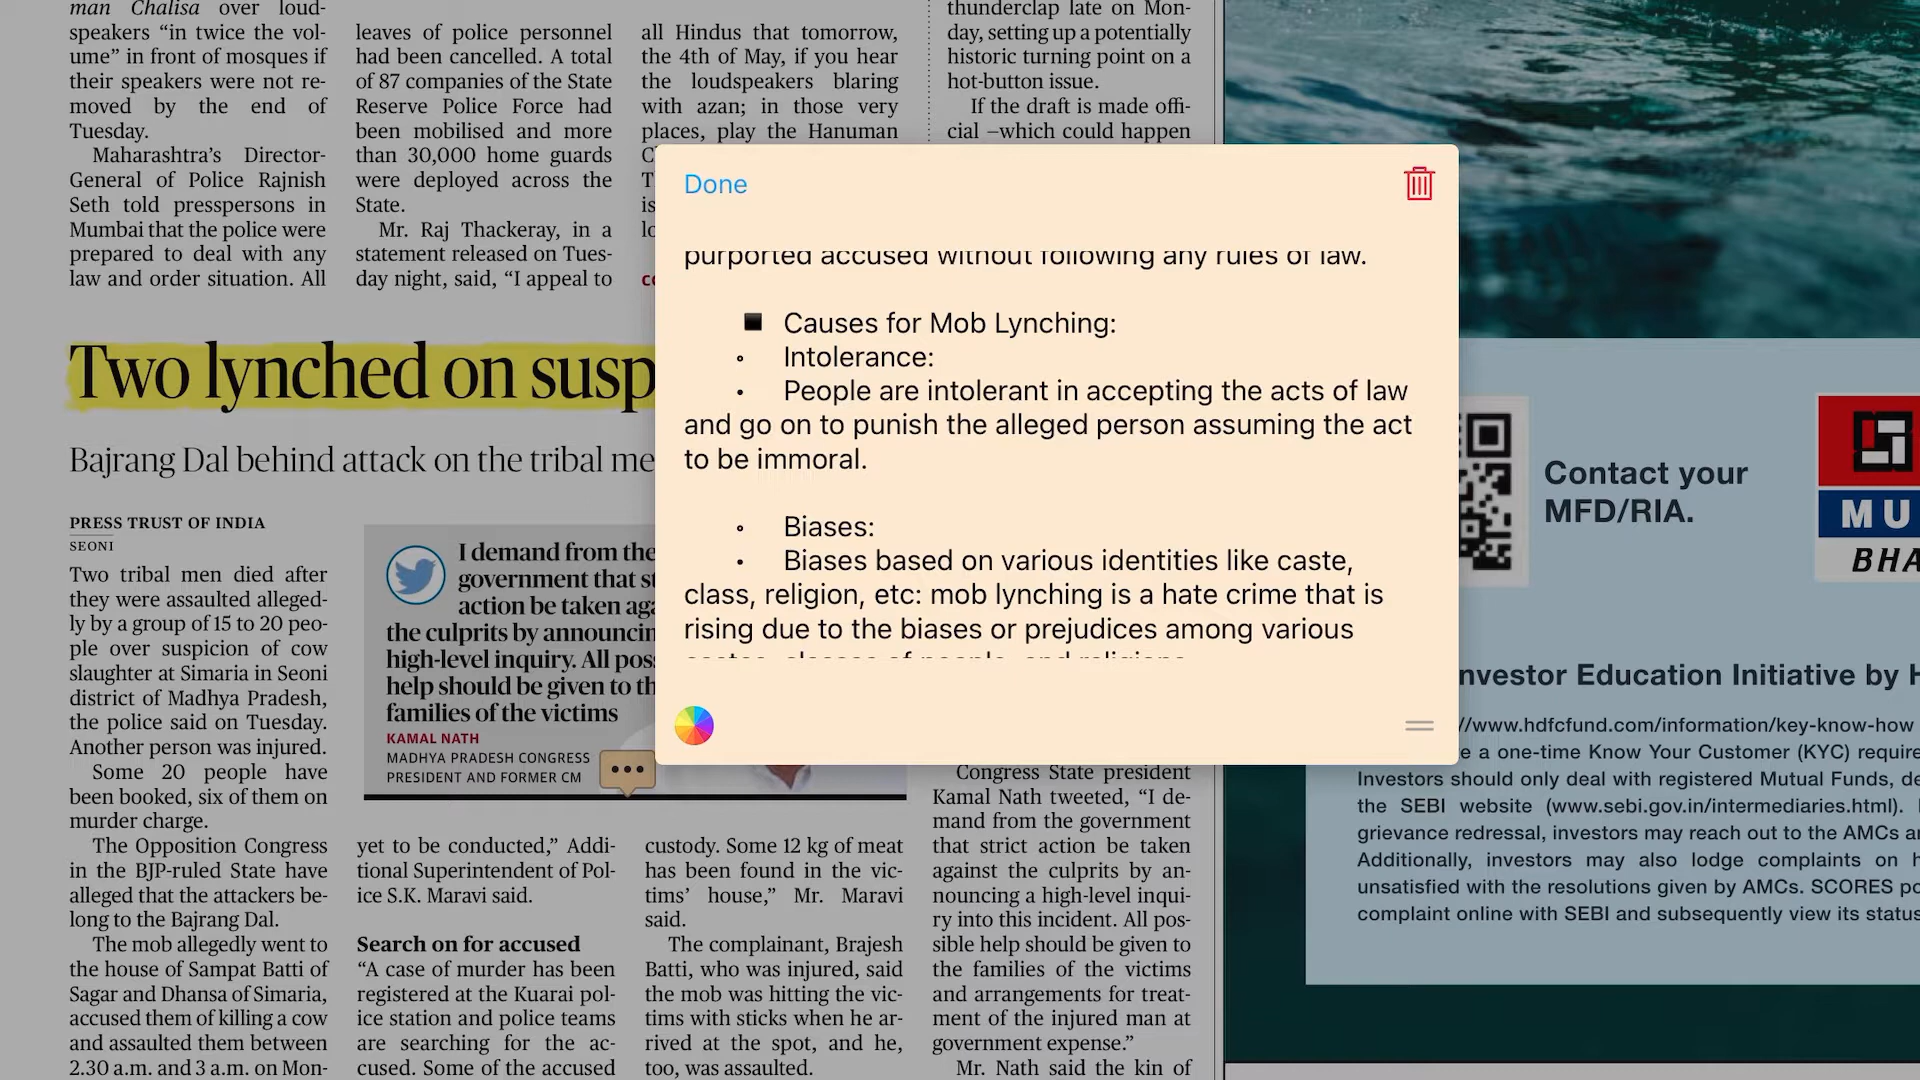 man Chalisa over loud-
speakers “in twice the vol-
ume” in front of mosques if
their speakers were not re-
moved by the end of
Tuesday.
Maharashtra’s Director-
General of Police Rajnish
Seth told presspersons in
Mumbai that the police were
prepared to deal with any
law and order situation. All
leaves of police personnel
had been cancelled. A total
of 87 companies of the State
Reserve Police Force had
been mobilised and more
than 30,000 home guards
were deployed across the
State.
Mr. Raj Thackeray, in a
statement released on Tues-
day night, said, “I appeal to
all Hindus that tomorrow,
the 4th of May, if you hear
the loudspeakers blaring
with azan; in those very
places, play the Hanuman
thunderclap late on Mon-
day, setting up a potentially
historic turning point on a
hot-button issue.
If the draft is made offi-
cial –which could happen
Done
purported accused without following any rules of law.
Causes for Mob Lynching:
Intolerance:
• People are intolerant in accepting the acts of law
and go on to punish the alleged person assuming the act
to be immoral.
Biases:
• Biases based on various identities like caste,
class, religion, etc: mob lynching is a hate crime that is
rising due to the biases or prejudices among various
castes, classes of people, and religions.
Two lynched on susp
Bajrang Dal behind attack on the tribal me
PRESS TRUST OF INDIA
SEONI
Two tribal men died after
they were assaulted alleged-
ly by a group of 15 to 20 peo-
ple over suspicion of cow
slaughter at Simaria in Seoni
district of Madhya Pradesh,
the police said on Tuesday.
Another person was injured.
Some 20 people have
been booked, six of them on
murder charge.
The Opposition Congress
in the BJP-ruled State have
alleged that the attackers be-
long to the Bajrang Dal.
The mob allegedly went to
the house of Sampat Batti of
Sagar and Dhansa of Simaria,
accused them of killing a cow
and assaulted them between
2.30 a.m. and 3 a.m. on Mon-
I demand from the
government that st
action be taken aga
the culprits by announcin
high-level inquiry. All pos
help should be given to th
families of the victims
KAMAL NATH
MADHYA PRADESH CONGRESS
PRESIDENT AND FORMER CM
yet to be conducted,” Addi-
tional Superintendent of Pol-
ice S.K. Maravi said.
Search on for accused
“A case of murder has been
registered at the Kuarai pol-
ice station and police teams
are searching for the ac-
cused. Some of the accused
custody. Some 12 kg of meat
has been found in the vic-
tims’ house,” Mr. Maravi
said.
The complainant, Brajesh
Batti, who was injured, said
the mob was hitting the vic-
tims with sticks when he ar-
rived at the spot, and he,
too, was assaulted.
Congress State president
Kamal Nath tweeted, “I de-
mand from the government
that strict action be taken
against the culprits by an-
nouncing a high-level inqui-
ry into this incident. All pos-
sible help should be given to
the families of the victims
and arrangements for treat-
ment of the injured man at
government expense.”
Mr. Nath said the kin of
Contact your
MFD/RIA.
MU
BHA
nvestor Education Initiative by H
//www.hdfcfund.com/information/key-know-how
e a one-time Know Your Customer (KYC) require
Investors should only deal with registered Mutual Funds, de
the SEBI website (www.sebi.gov.in/intermediaries.html).
grievance redressal, investors may reach out to the AMCs a
Additionally, investors may also lodge complaints on h
unsatisfied with the resolutions given by AMCs. SCORES po
complaint online with SEBI and subsequently view its status